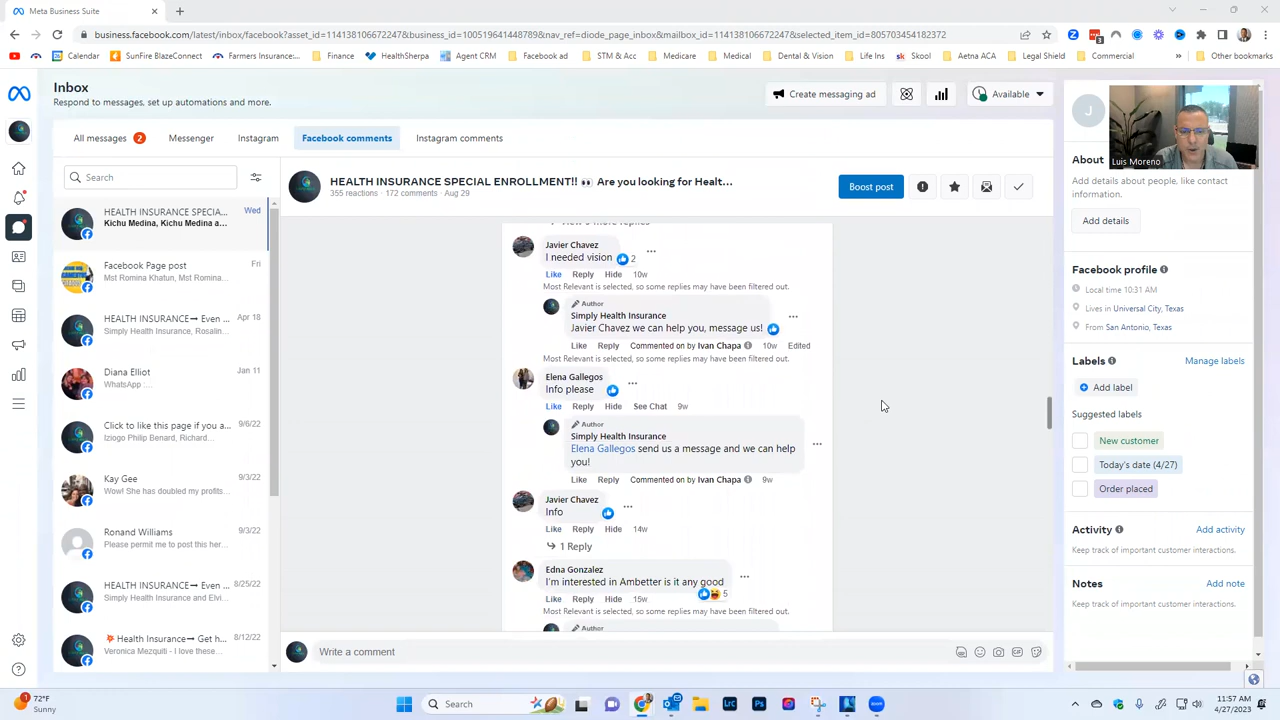 Meta Business Suite
business.facebook.com/latest/inbox/facebook?asset_id=114138106672247&business_id=100519641448789&nav_ref=diode_page_inbox&mailbox_id=114138106672247&selected_item_id=805703454182372
Calendar
SunFire BlazeConnect
Farmers Insurance:...
Finance
HealthSherpa
Agent CRM
Facebook ad
STM & Acc
Medicare
Medical
Dental & Vision
Life Ins
Skool
Aetna ACA
Legal Shield
Commercial
Other bookmarks
Inbox
Respond to messages, set up automations and more.
Create messaging ad
Available
All messages 2
Messenger
Instagram
Facebook comments
Instagram comments
Search
HEALTH INSURANCE SPECIA... Wed
Kichu Medina, Kichu Medina a...
Facebook Page post Fri
Mst Romina Khatun, Mst Romina...
HEALTH INSURANCE→ Even ... Apr 18
Simply Health Insurance, Rosalin...
Diana Elliot Jan 11
WhatsApp :...
Click to like this page if you a... 9/6/22
Iziogo Philip Benard, Richard...
Kay Gee 9/3/22
Wow! She has doubled my profits...
Ronand Williams 9/3/22
Please permit me to post this her...
HEALTH INSURANCE→ Even ... 8/25/22
Simply Health Insurance and Elvi...
Health Insurance→ Get h... 8/12/22
Veronica Mezquiti - I love these...
HEALTH INSURANCE SPECIAL ENROLLMENT!! 👀 Are you looking for Healt...
355 reactions · 172 comments · Aug 29
Boost post
Javier Chavez
I needed vision 2
Like Reply Hide 10w
Most Relevant is selected, so some replies may have been filtered out.
Author
Simply Health Insurance
Javier Chavez we can help you, message us!
Like Reply Commented on by Ivan Chapa 10w Edited
Most Relevant is selected, so some replies may have been filtered out.
Elena Gallegos
Info please
Like Reply Hide See Chat 9w
Author
Simply Health Insurance
Elena Gallegos send us a message and we can help
you!
Like Reply Commented on by Ivan Chapa 9w
Javier Chavez
Info
Like Reply Hide 14w
1 Reply
Edna Gonzalez
I'm interested in Ambetter is it any good
5
Like Reply Hide 15w
Most Relevant is selected, so some replies may have been filtered out.
Author
Write a comment
J
Luis Moreno
About
Add details about people, like contact
information.
Add details
Facebook profile
Local time 10:31 AM
Lives in Universal City, Texas
From San Antonio, Texas
Labels
Manage labels
Add label
Suggested labels
New customer
Today's date (4/27)
Order placed
Activity
Add activity
Keep track of important customer interactions.
Notes
Add note
Keep track of important customer interactions.
72°F
Sunny
Search
11:57 AM
4/27/2023